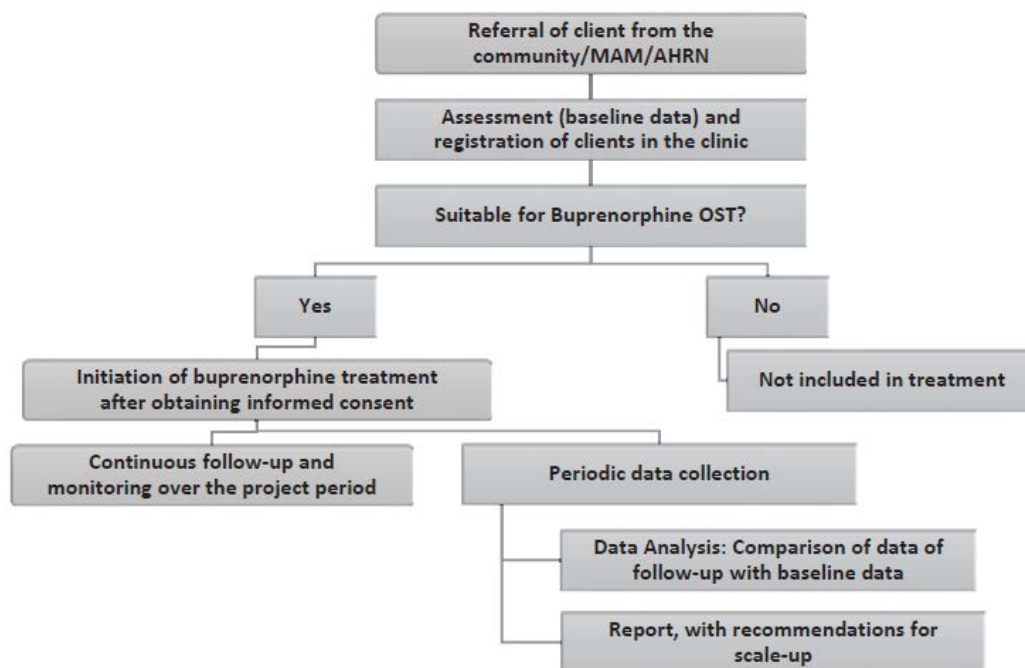 Referral of client from the
community/MAM/AHRN
Assessment (baseline data) and
registration of clients in the clinic
Suitable for Buprenorphine OST?
Yes
No
Initiation of buprenorphine treatment
after obtaining informed consent
Not included in treatment
Continuous follow-up and
monitoring over the project period
Periodic data collection
Data Analysis: Comparison of data of
follow-up with baseline data
Report, with recommendations for
scale-up